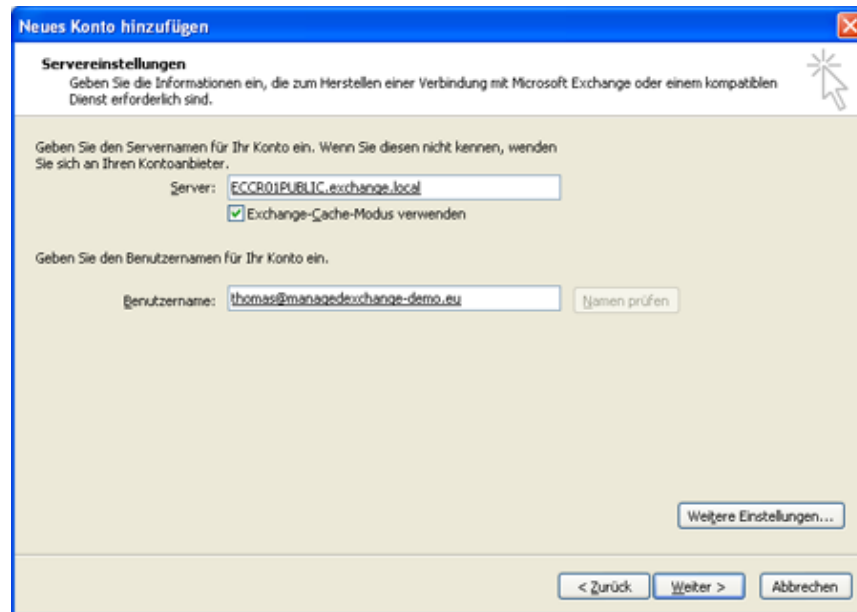 Neues Konto hinzufügen
Servereinstellungen
Geben Sie die Informationen ein, die zum Herstellen einer Verbindung mit Microsoft Exchange oder einem kompatiblen
Dienst erforderlich sind.
Geben Sie den Servernamen für Ihr Konto ein. Wenn Sie diesen nicht kennen, wenden
Sie sich an Ihren Kontoanbieter.
Server: ECCR01PUBLIC.exchange.local
Exchange-Cache-Modus verwenden
Geben Sie den Benutzernamen für Ihr Konto ein.
Benutzername: thomas@managedexchange-demo.eu Namen prüfen
Weitere Einstellungen...
< Zurück Weiter > Abbrechen